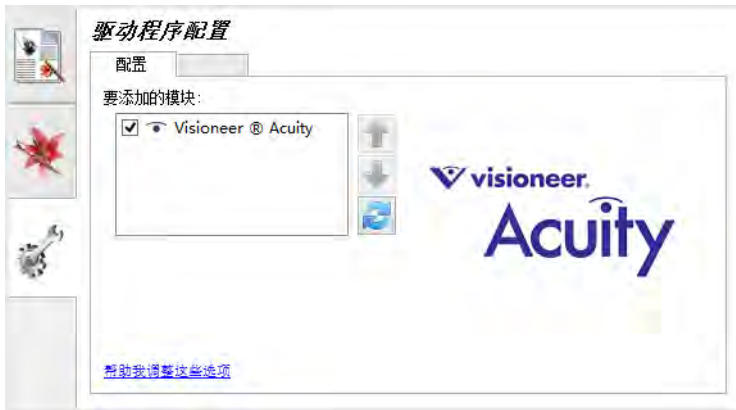 驱动程序配置
配置
要添加的模块:
Visioneer ® Acuity
visioneer.
Acuity
帮助我调整这些选项